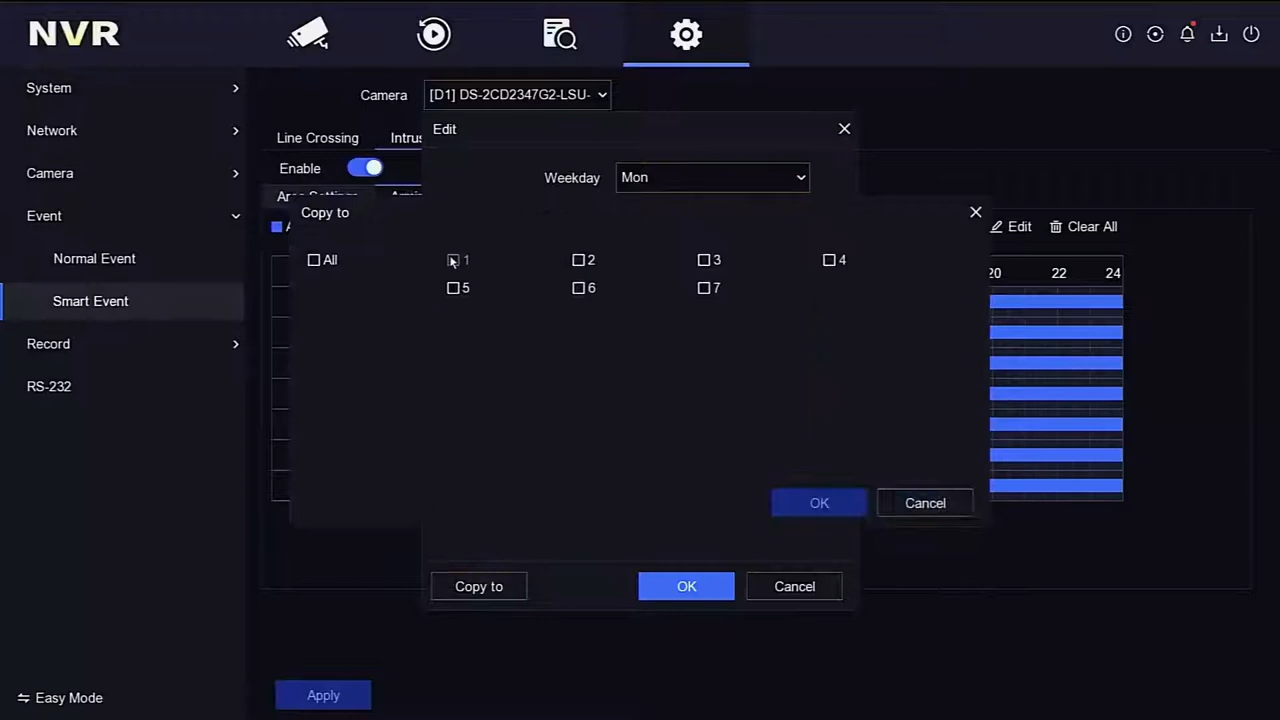 NVR
System
Network
Camera
Event
Normal Event
Smart Event
Record
RS-232
Easy Mode
Camera [D1] DS-2CD2347G2-LSU-
Line Crossing Intrus
Enable
Edit
Weekday Mon
Copy to
All 1 2 3 4
5 6 7
OK Cancel
Edit Clear All
20 22 24
Copy to OK Cancel
Apply